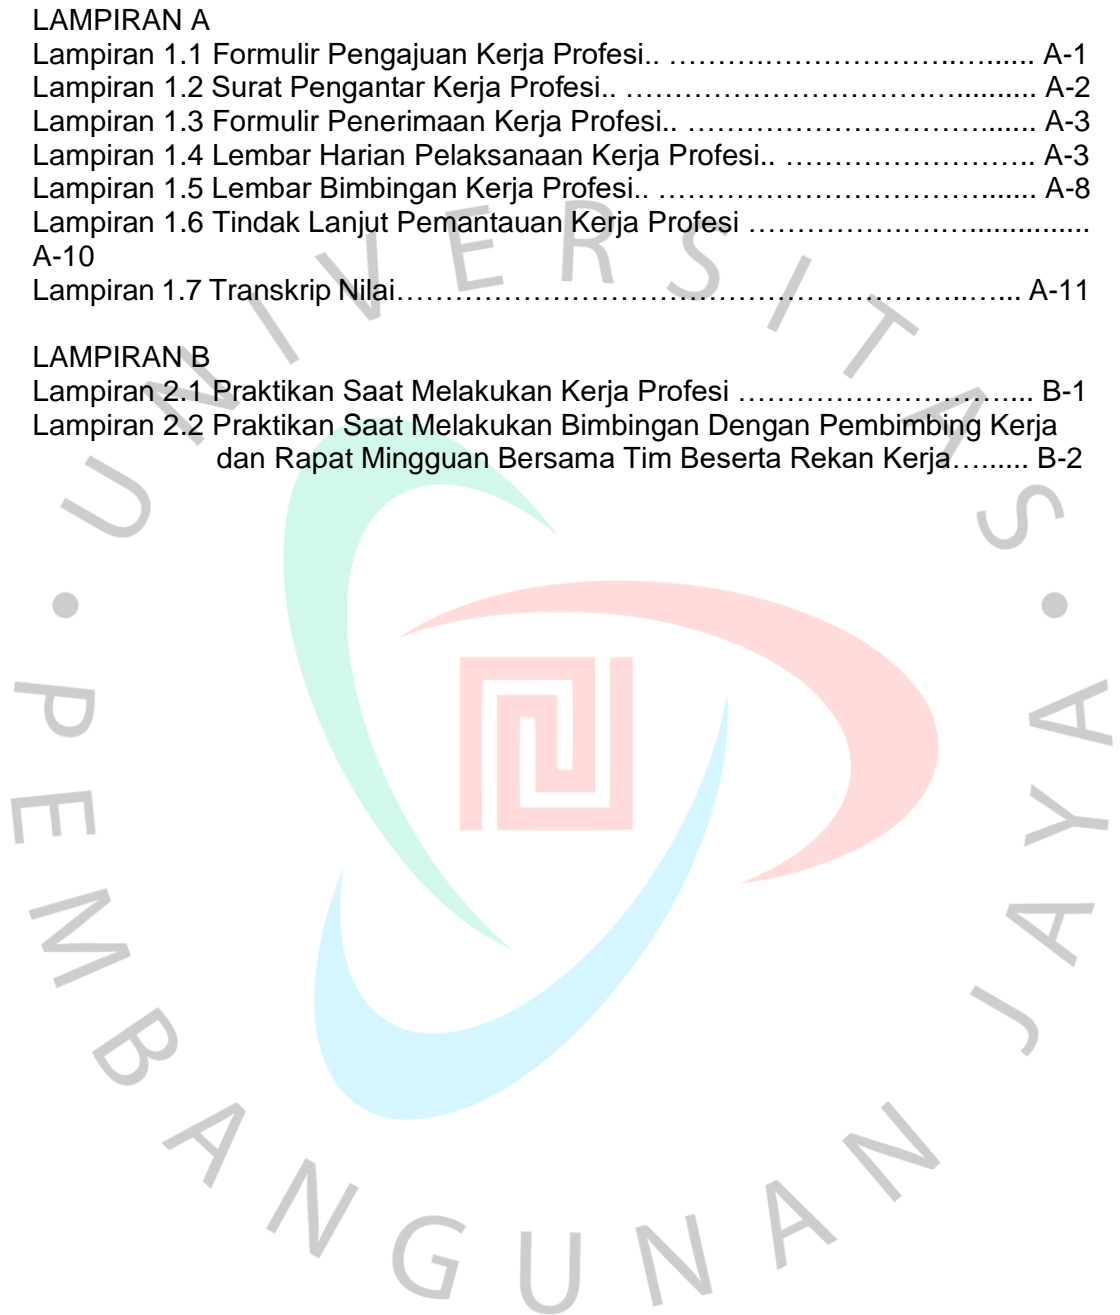 LAMPIRAN A
Lampiran 1.1 Formulir Pengajuan Kerja Profesi.. ……….……………….…..…...... A-1
Lampiran 1.2 Surat Pengantar Kerja Profesi.. …………………………….….......... A-2
Lampiran 1.3 Formulir Penerimaan Kerja Profesi.. …………………………....... A-3
Lampiran 1.4 Lembar Harian Pelaksanaan Kerja Profesi.. …………………….. A-3
Lampiran 1.5 Lembar Bimbingan Kerja Profesi.. ……………………………....... A-8
Lampiran 1.6 Tindak Lanjut Pemantauan Kerja Profesi ……………….….…...............
A-10
Lampiran 1.7 Transkrip Nilai…………………………………………………..…... A-11
LAMPIRAN B
Lampiran 2.1 Praktikan Saat Melakukan Kerja Profesi ……………………….... B-1
Lampiran 2.2 Praktikan Saat Melakukan Bimbingan Dengan Pembimbing Kerja
dan Rapat Mingguan Bersama Tim Beserta Rekan Kerja…...... B-2
UNIVERSITAS • PEMBANGUNAN JAYA •